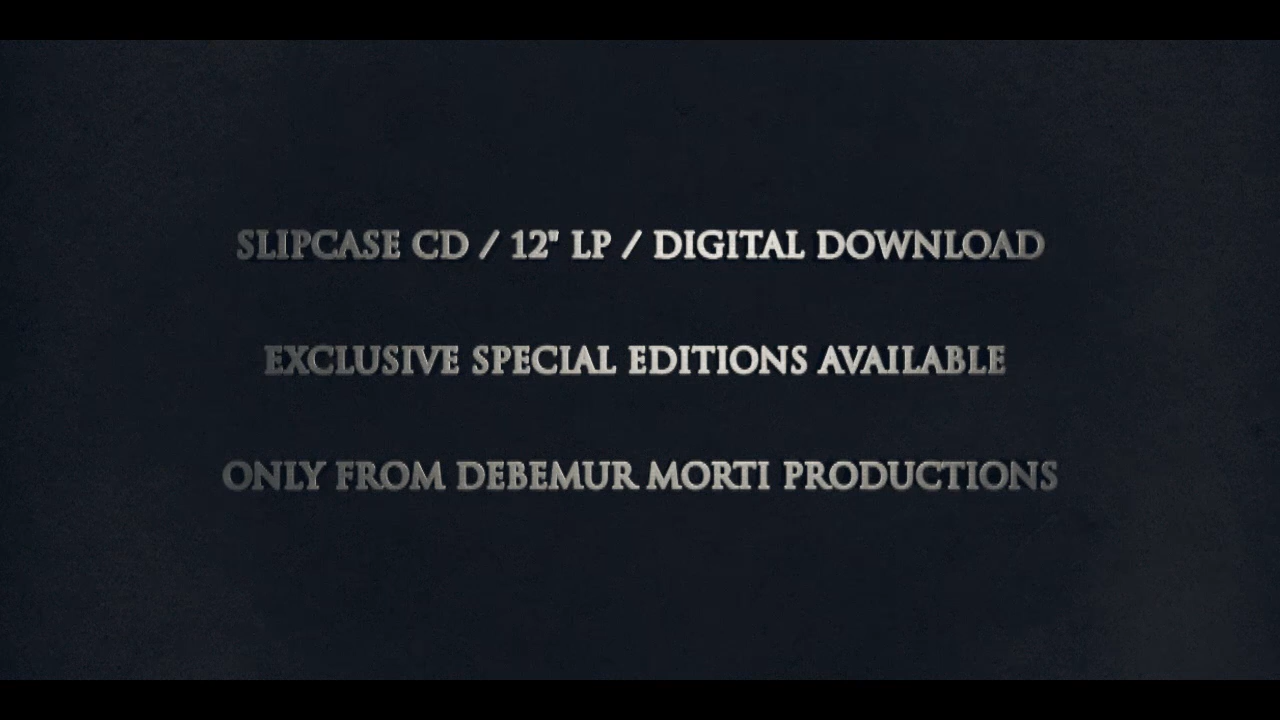 SLIPCASE CD / 12" LP / DIGITAL DOWNLOAD
EXCLUSIVE SPECIAL EDITIONS AVAILABLE
ONLY FROM DEBEMUR MORTI PRODUCTIONS